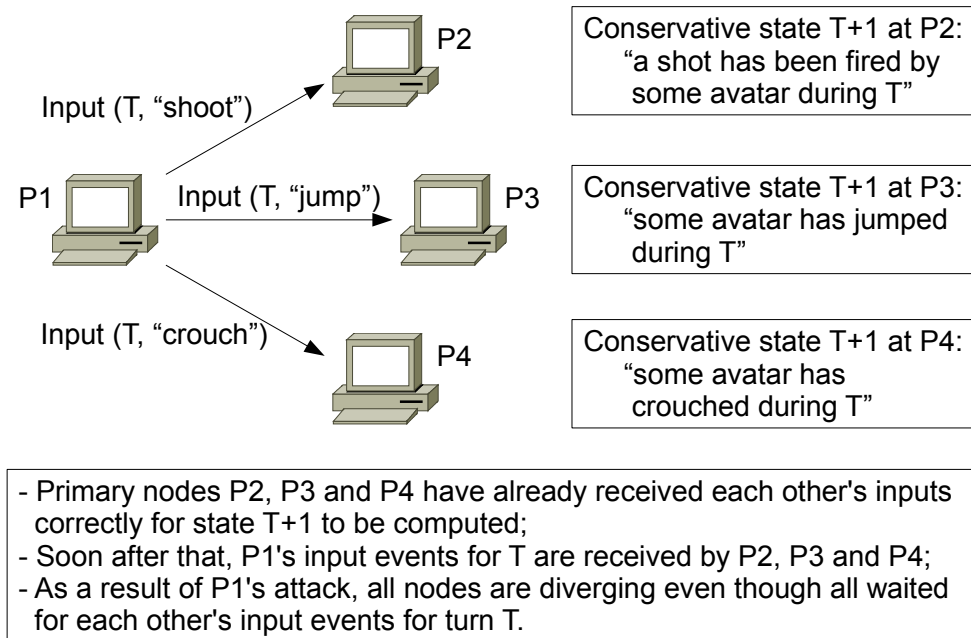 P2
Conservative state T+1 at P2:
“a shot has been fired by
some avatar during T”
Input (T, “shoot”)
P1
Input (T, “jump”)
P3
Conservative state T+1 at P3:
“some avatar has jumped
during T”
Input (T, “crouch”)
P4
Conservative state T+1 at P4:
“some avatar has
crouched during T”
- Primary nodes P2, P3 and P4 have already received each other's inputs
correctly for state T+1 to be computed;
- Soon after that, P1's input events for T are received by P2, P3 and P4;
- As a result of P1's attack, all nodes are diverging even though all waited
for each other's input events for turn T.